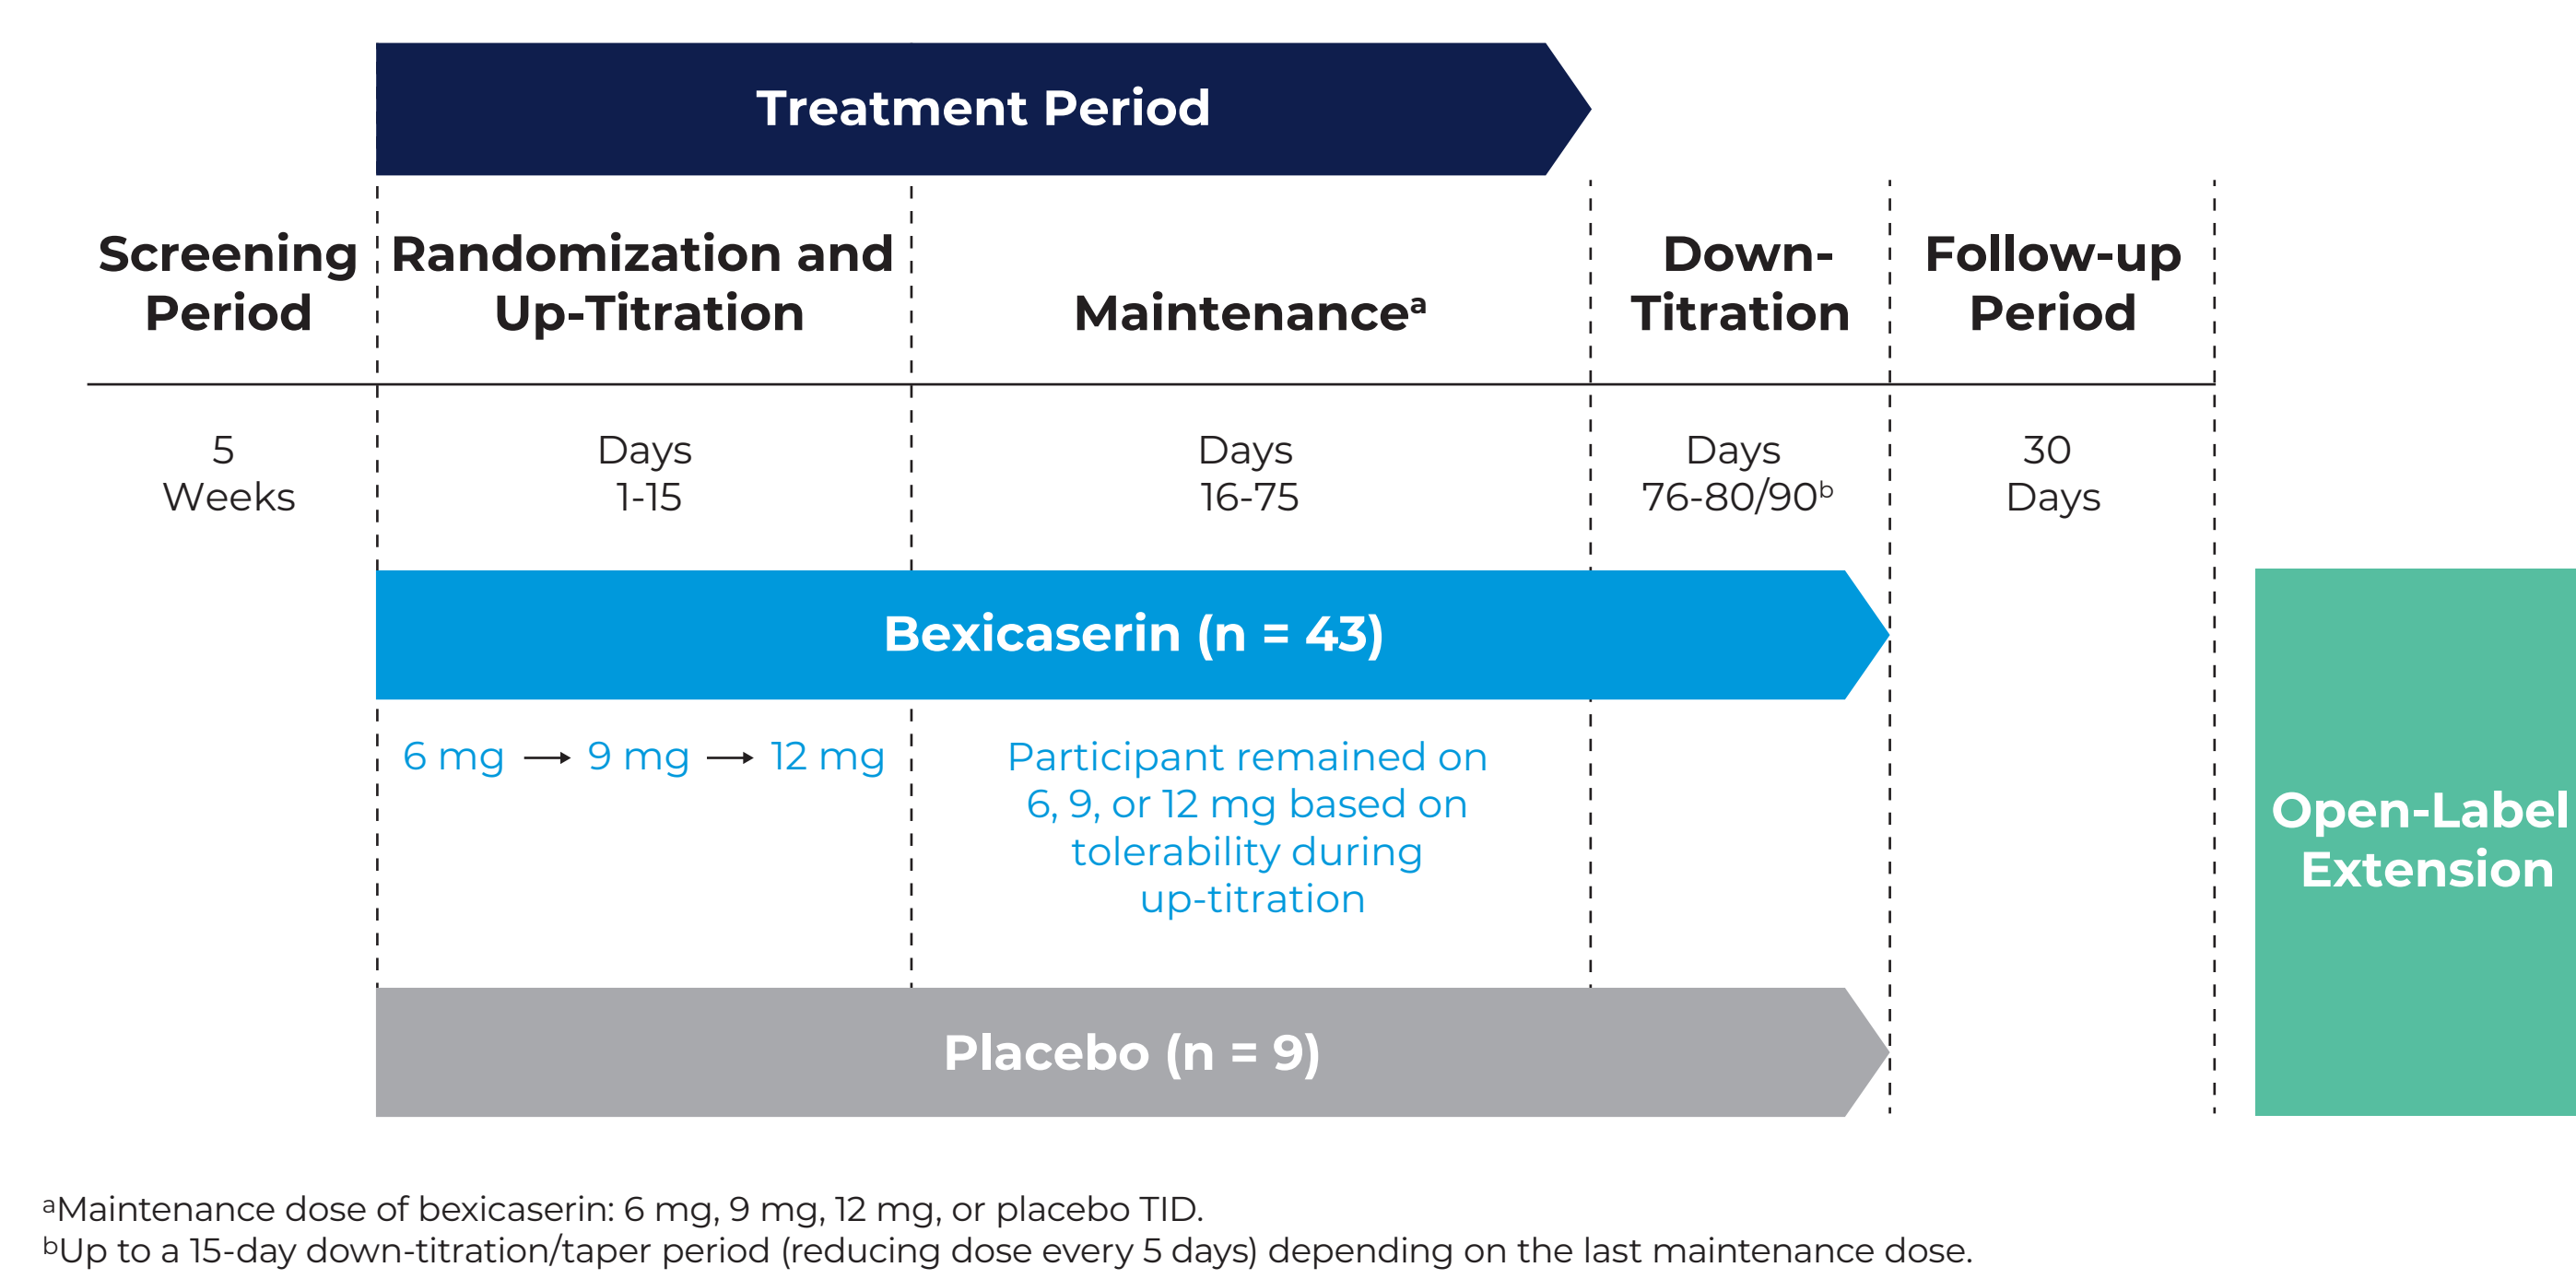 Treatment Period
Screening
Period
Randomization and
Up-Titration
Maintenanceᵃ
Down-
Titration
Follow-up
Period
5
Weeks
Days
1-15
Days
16-75
Days
76-80/90ᵇ
30
Days
Bexicaserin (n = 43)
6 mg → 9 mg → 12 mg
Participant remained on
6, 9, or 12 mg based on
tolerability during
up-titration
Open-Label
Extension
Placebo (n = 9)
ᵃMaintenance dose of bexicaserin: 6 mg, 9 mg, 12 mg, or placebo TID.
ᵇUp to a 15-day down-titration/taper period (reducing dose every 5 days) depending on the last maintenance dose.